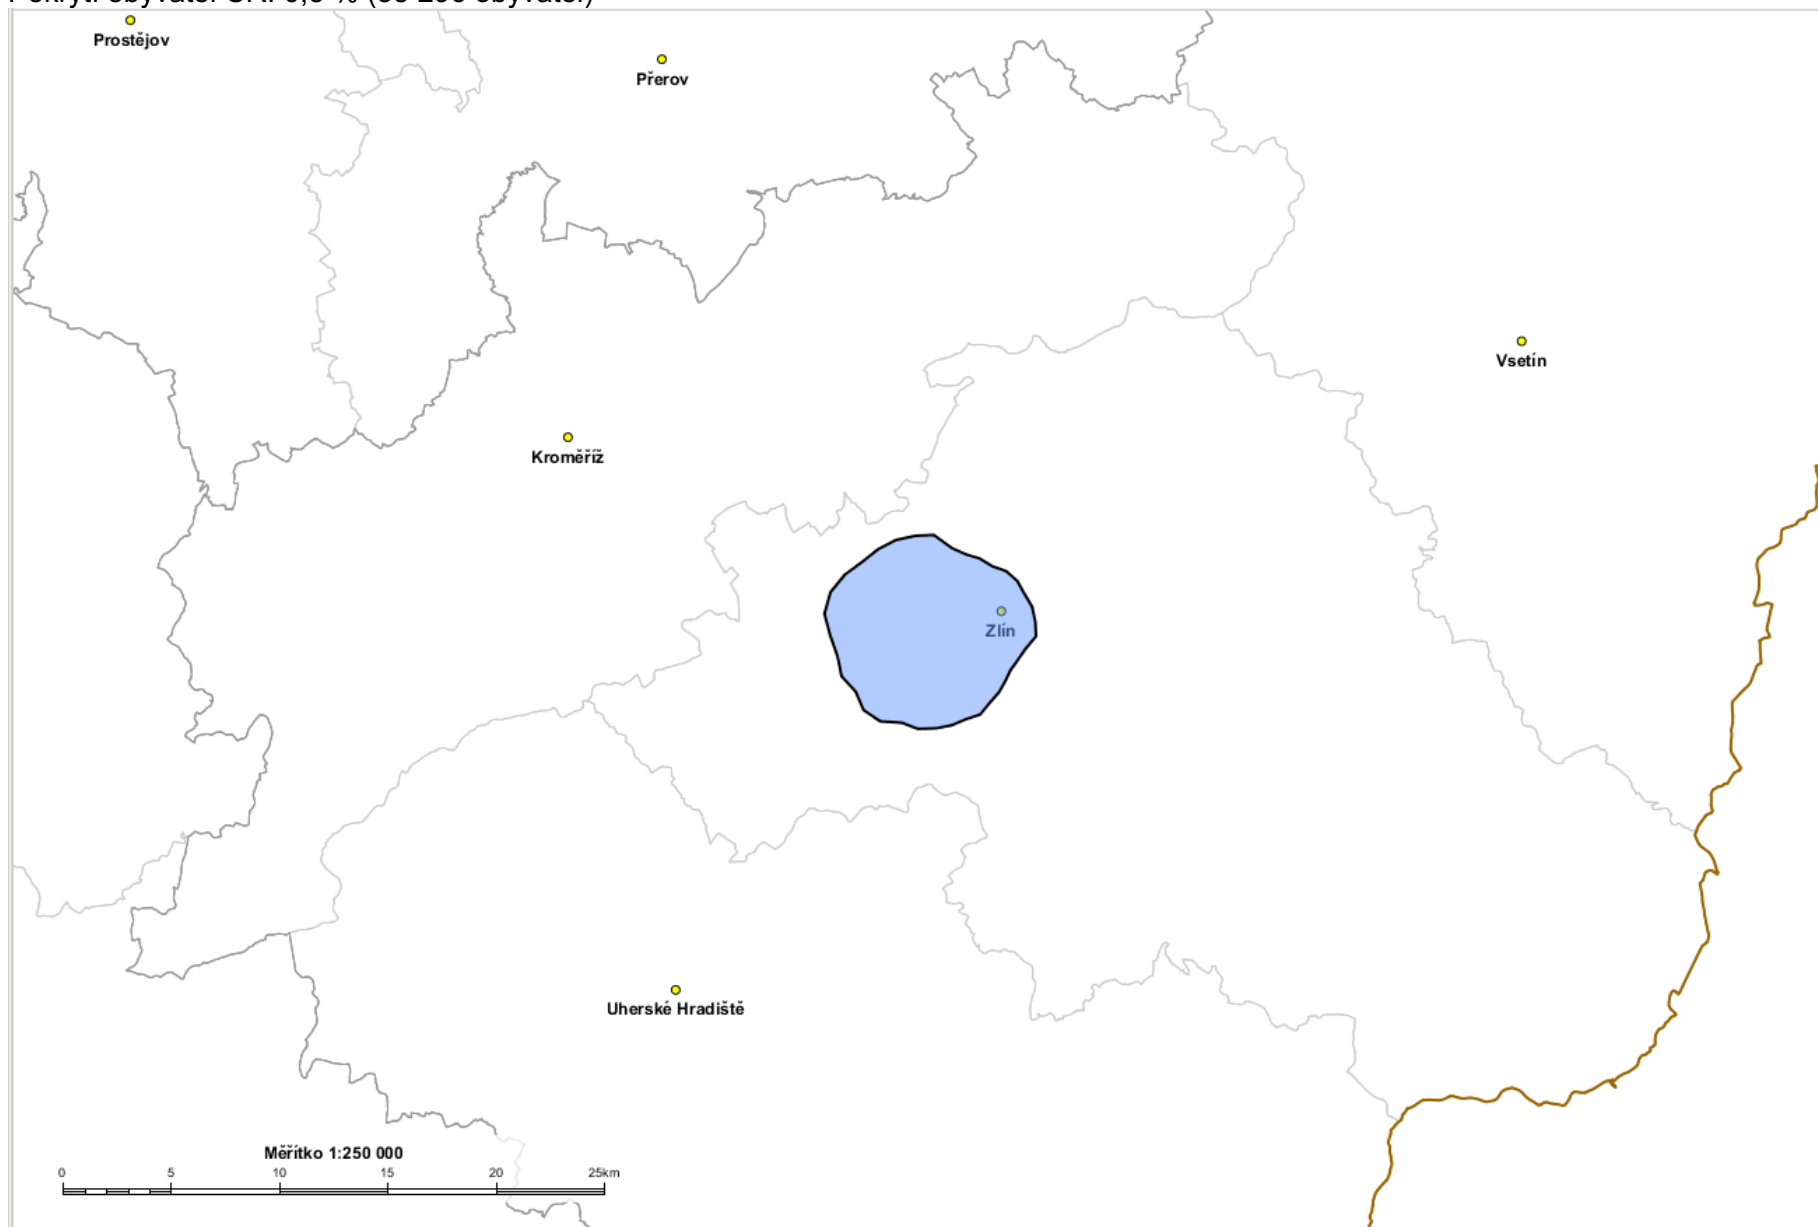 Prostějov
Přerov
Vsetín
Kroměříž
Zlín
Uherské Hradiště
Měřítko 1:250 000
0 5 10 15 20 25km